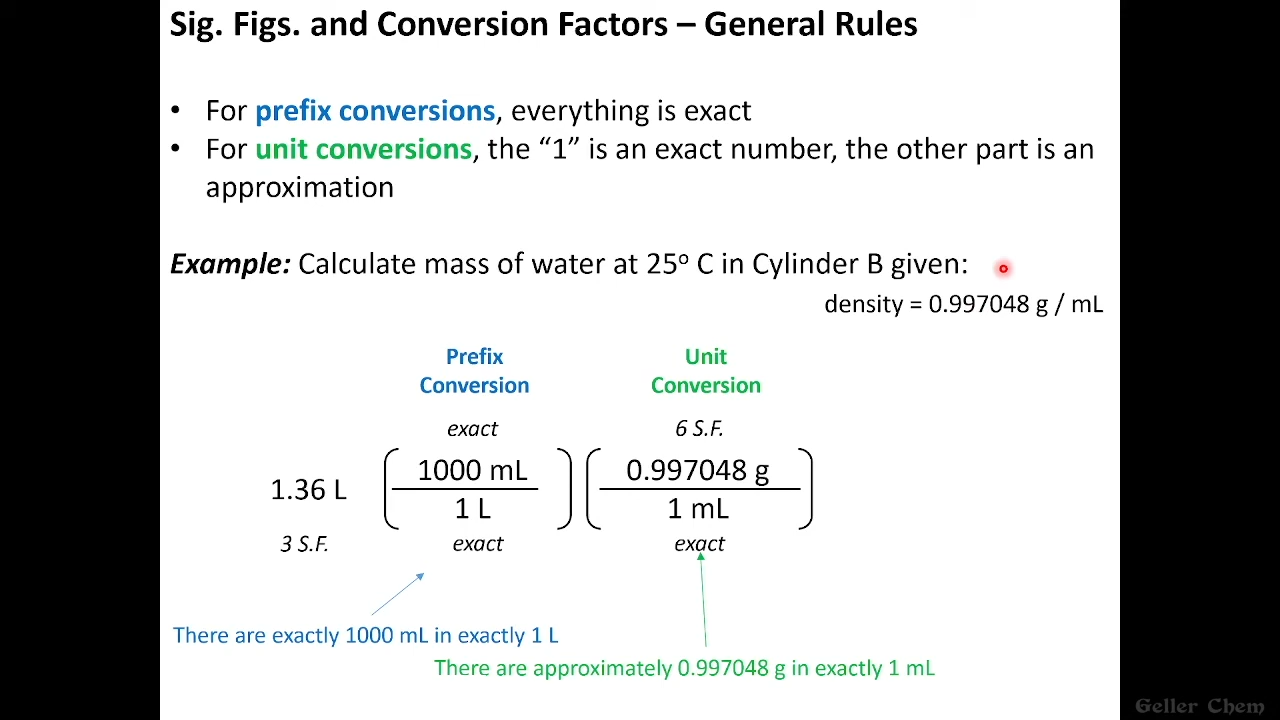 Sig. Figs. and Conversion Factors – General Rules
• For prefix conversions, everything is exact
• For unit conversions, the “1” is an exact number, the other part is an
approximation
Example: Calculate mass of water at 25º C in Cylinder B given:
density = 0.997048 g / mL
Prefix
Conversion
Unit
Conversion
exact
6 S.F.
1.36 L
1000 mL
1 L
0.997048 g
1 mL
3 S.F.
exact
exact
There are exactly 1000 mL in exactly 1 L
There are approximately 0.997048 g in exactly 1 mL
Geller Chem